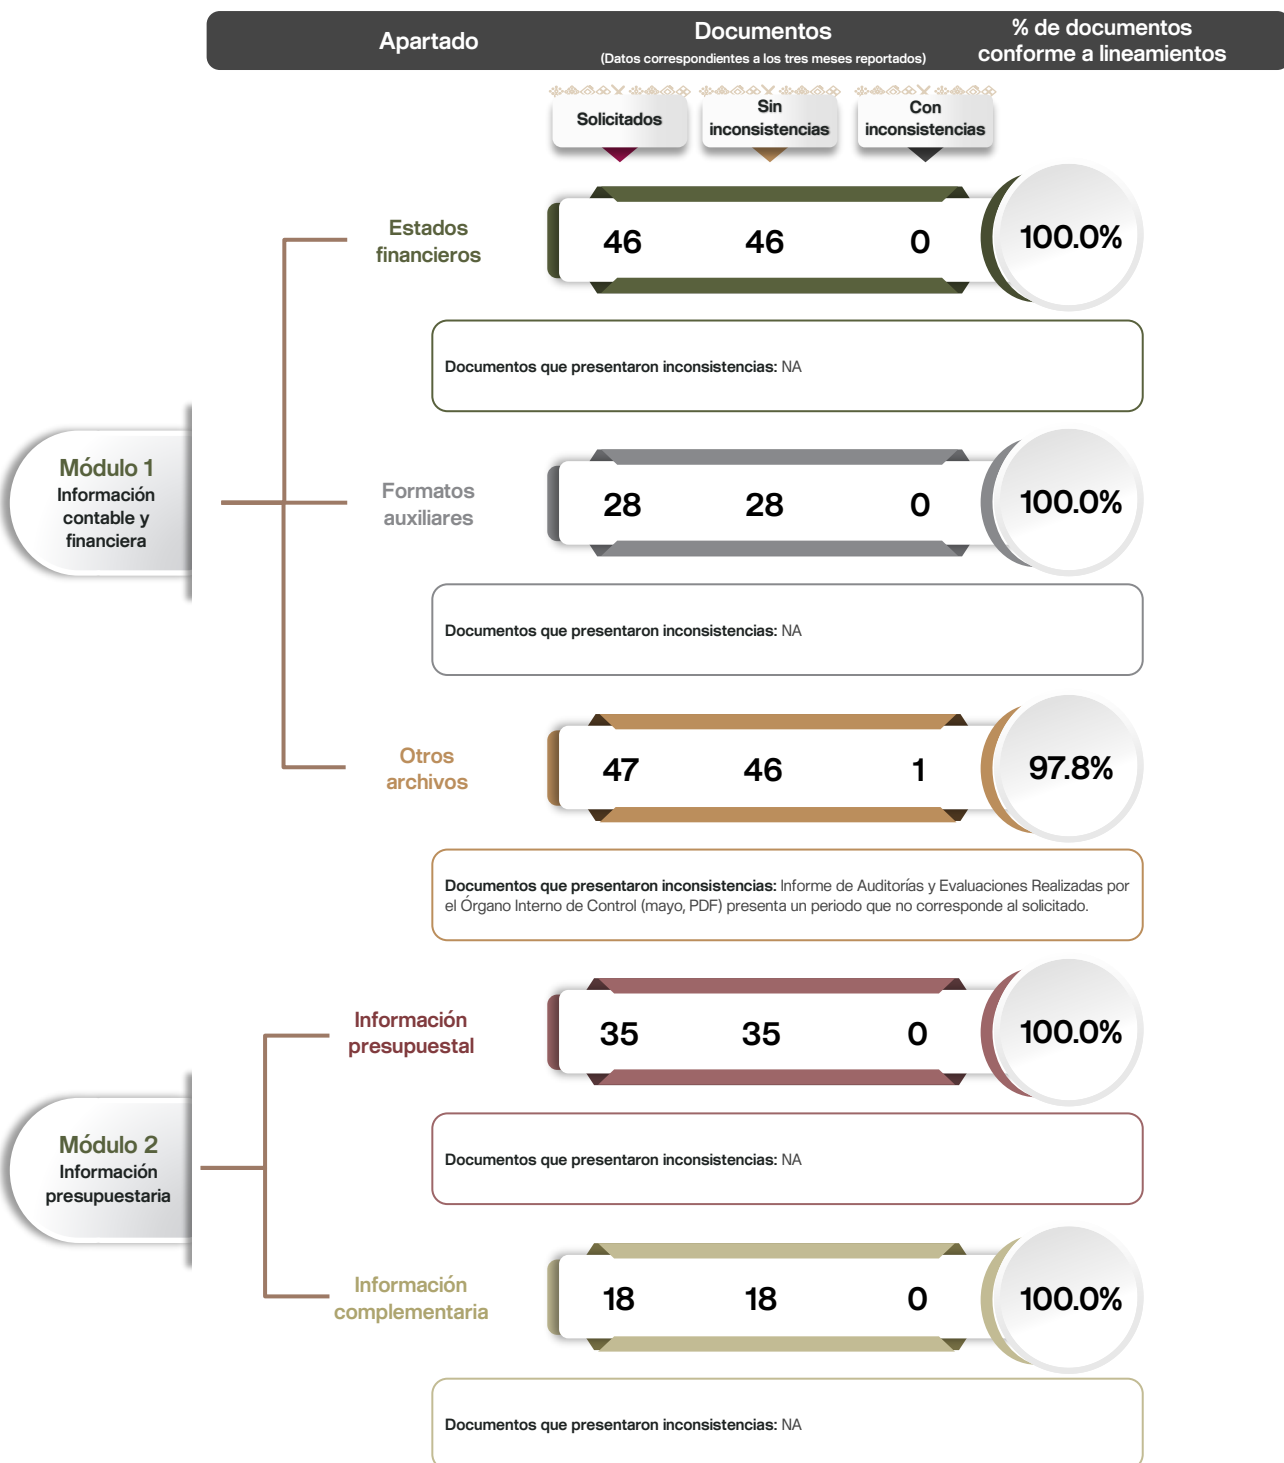 Apartado
Documentos
(Datos correspondientes a los tres meses reportados)
% de documentos
conforme a lineamientos
Solicitados
Sin
inconsistencias
Con
inconsistencias
Módulo 1
Información
contable y
financiera
Estados
financieros
46 46 0 100.0%
Documentos que presentaron inconsistencias: NA
Formatos
auxiliares
28 28 0 100.0%
Documentos que presentaron inconsistencias: NA
Otros
archivos
47 46 1 97.8%
Documentos que presentaron inconsistencias: Informe de Auditorías y Evaluaciones Realizadas por
el Órgano Interno de Control (mayo, PDF) presenta un periodo que no corresponde al solicitado.
Módulo 2
Información
presupuestaria
Información
presupuestal
35 35 0 100.0%
Documentos que presentaron inconsistencias: NA
Información
complementaria
18 18 0 100.0%
Documentos que presentaron inconsistencias: NA